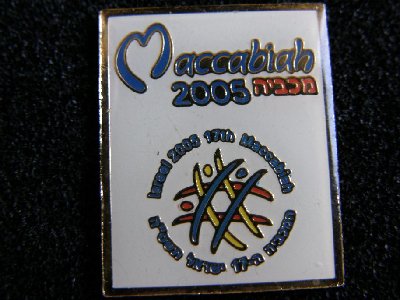 Maccabiah
2005 מכביה
Israel 2005 17th Maccabiah
המכביה ה-17 ישראל תשס"ה